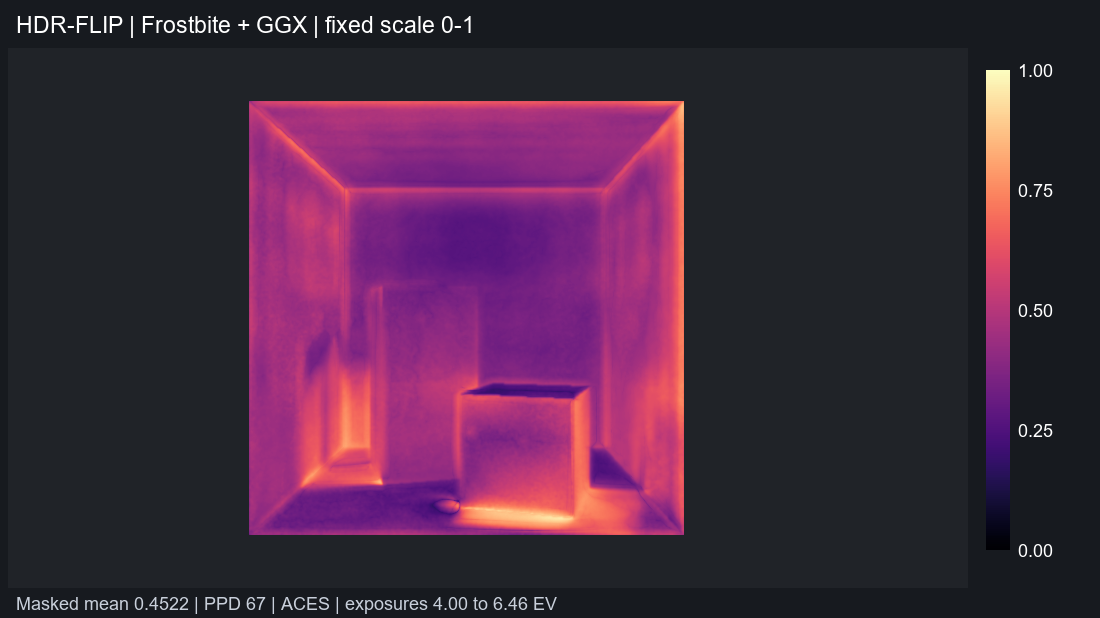 HDR-FLIP | Frostbite + GGX | fixed scale 0-1
1.00
0.75
0.50
0.25
0.00
Masked mean 0.4522 | PPD 67 | ACES | exposures 4.00 to 6.46 EV